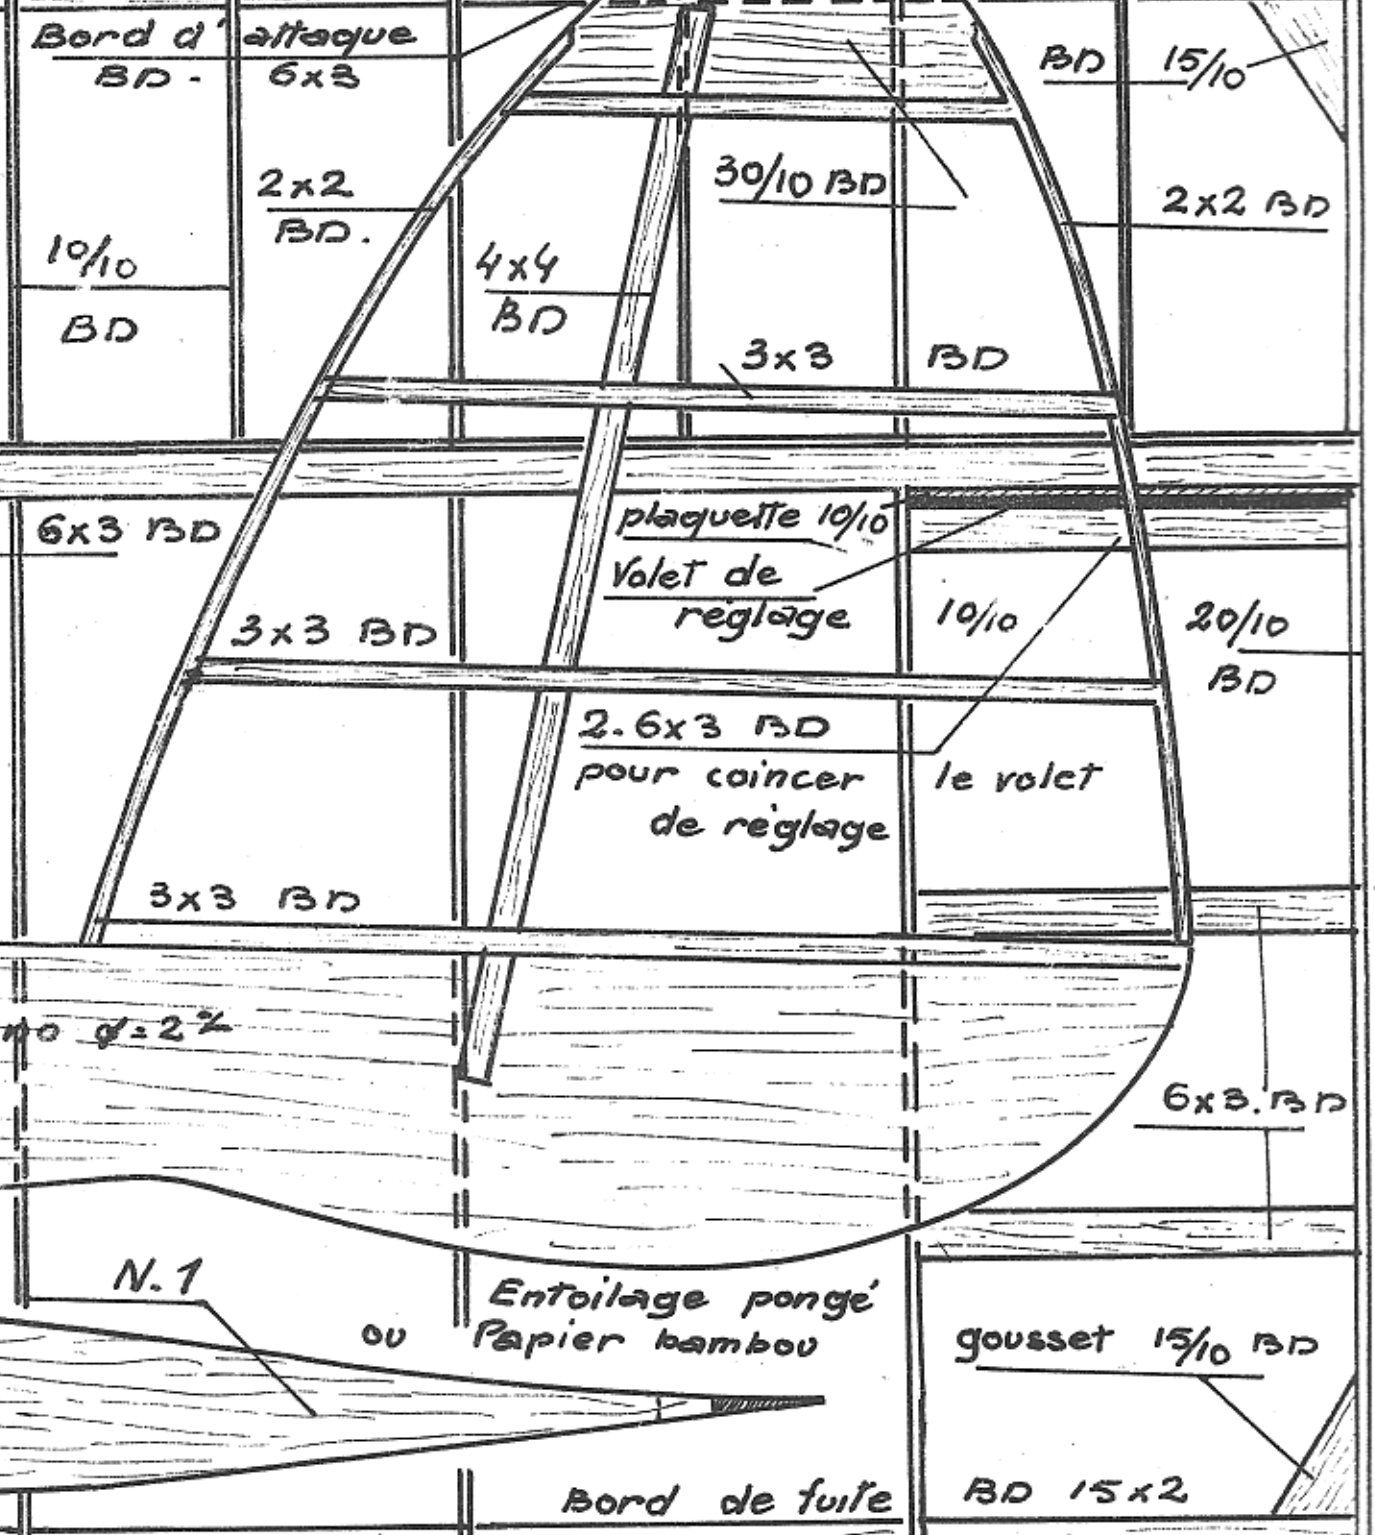 Bord d'attaque
BD - 6x3
BD 15/10
2x2
BD.
30/10 BD
2x2 BD
10/10
BD
4x4
BD
3x3 BD
6x3 BD
plaquette 10/10
Volet de
réglage
10/10
20/10
BD
3x3 BD
2.6x3 BD
pour coincer le volet
de réglage
3x3 BD
ø=2
6x3.BD
N.1
Entoilage pongé
ou Papier bambou
gousset 15/10 BD
Bord de fuite BD 15x2